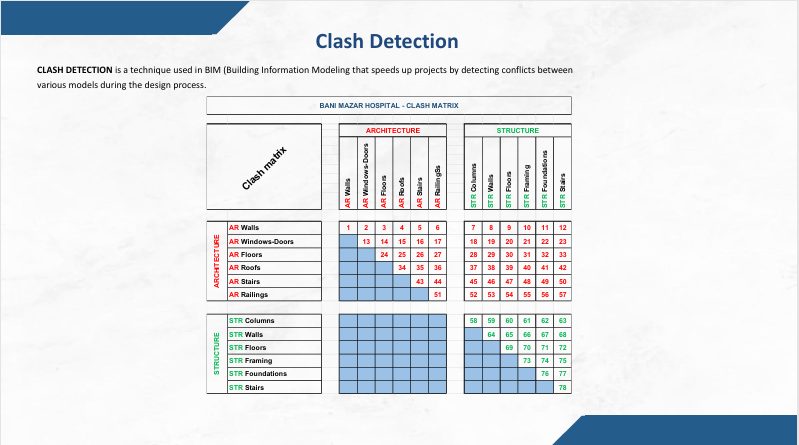 Clash Detection
CLASH DETECTION is a technique used in BIM (Building Information Modeling that speeds up projects by detecting conflicts between
various models during the design process.
BANI MAZAR HOSPITAL - CLASH MATRIX
Clash matrix
ARCHITECTURE
STRUCTURE
AR Walls
AR Windows-Doors
AR Floors
AR Roofs
AR Stairs
AR Railings
STR Columns
STR Walls
STR Floors
STR Framing
STR Foundations
STR Stairs
ARCHITECTURE
AR Walls 1 2 3 4 5 6 7 8 9 10 11 12
AR Windows-Doors 13 14 15 16 17 18 19 20 21 22 23
AR Floors 24 25 26 27 28 29 30 31 32 33
AR Roofs 34 35 36 37 38 39 40 41 42
AR Stairs 43 44 45 46 47 48 49 50
AR Railings 51 52 53 54 55 56 57
STRUCTURE
STR Columns 58 59 60 61 62 63
STR Walls 64 65 66 67 68
STR Floors 69 70 71 72
STR Framing 73 74 75
STR Foundations 76 77
STR Stairs 78